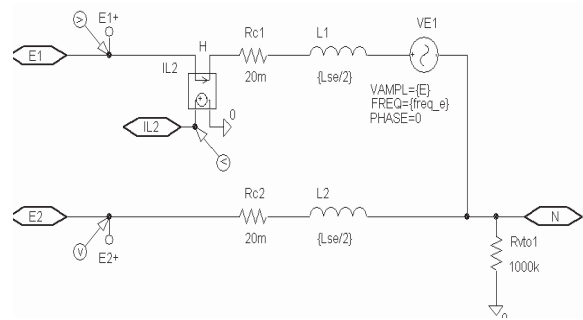 E1+
H
Rc1
L1
VE1
E1
IL2
20m
{Lse/2}
VAMPL={E}
FREQ={freq_e}
PHASE=0
0
IL2
Rc2
L2
E2
N
20m
{Lse/2}
V
E2+
Rvto1
1000k
0